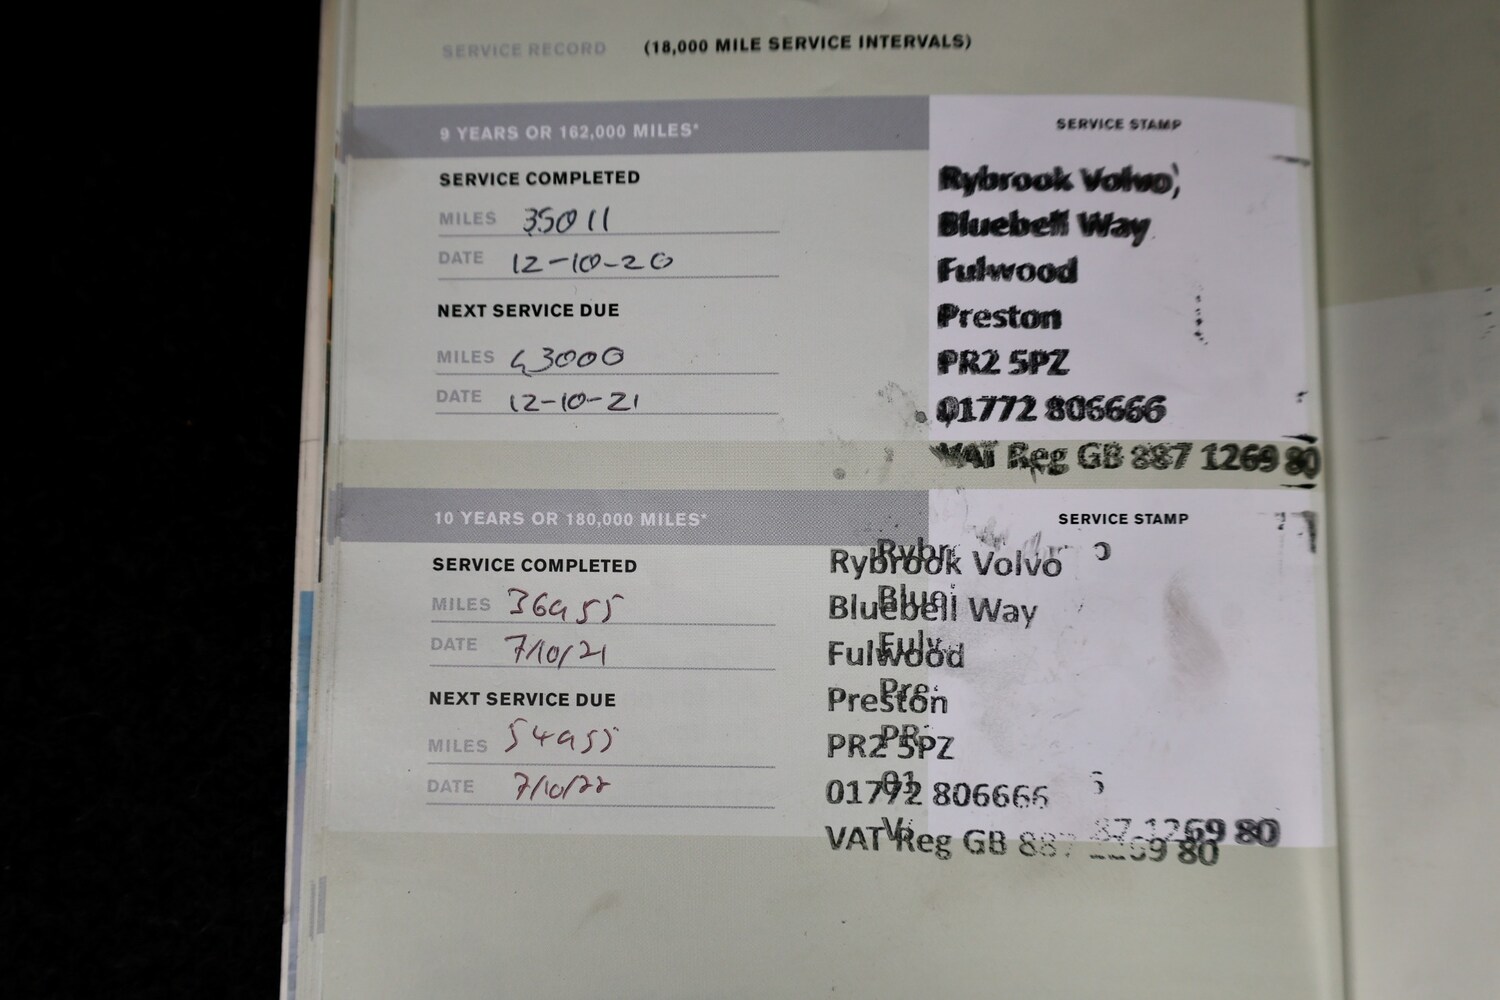 SERVICE RECORD (18,000 MILE SERVICE INTERVALS)
9 YEARS OR 162,000 MILES*
SERVICE COMPLETED
MILES 35011
DATE 12-10-20
NEXT SERVICE DUE
MILES 43000
DATE 12-10-21
SERVICE STAMP
Rybrook Volvo,
Bluebell Way
Fulwood
Preston
PR2 5PZ
01772 806666
VAT Reg GB 887 1269 80
10 YEARS OR 180,000 MILES*
SERVICE COMPLETED
MILES 36955
DATE 7/10/21
NEXT SERVICE DUE
MILES 54955
DATE 7/10/22
SERVICE STAMP
Rybrook Volvo
Bluebell Way
Fulwood
Preston
PR2 5PZ
01772 806666
VAT Reg GB 887 1269 80